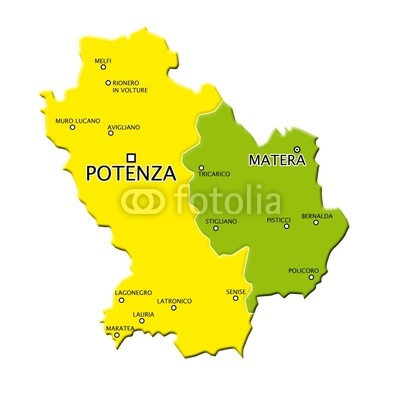 MELFI
RIONERO
IN VOLTURE
MURO LUCANO
AVIGLIANO
POTENZA
MATERA
TRICARICO
fotolia
STIGLIANO
PISTICCI
BERNALDA
POLICORO
LAGONEGRO
LATRONICO
SENISE
LAURIA
MARATEA